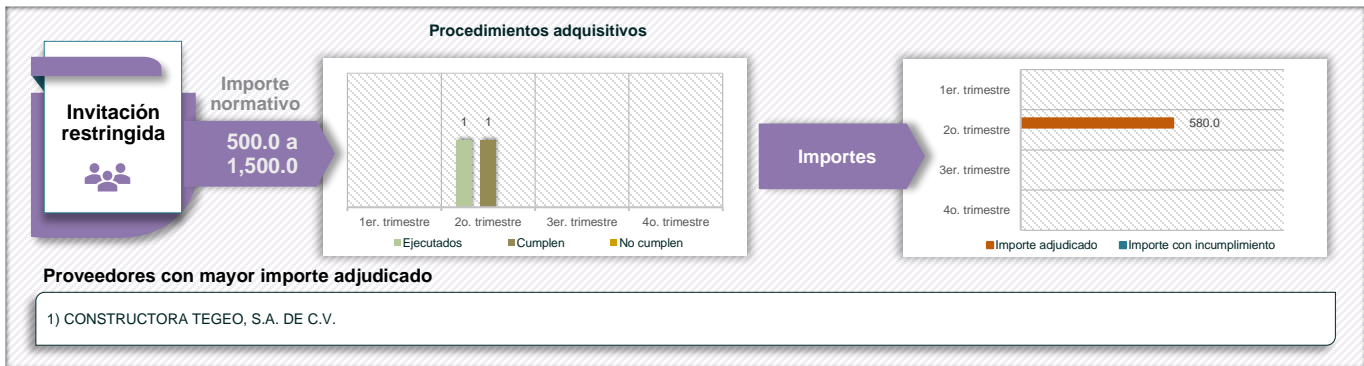 Procedimientos adquisitivos
Invitación
restringida
Importe
normativo
500.0 a
1,500.0
1 1
1er. trimestre 2o. trimestre 3er. trimestre 4o. trimestre
Ejecutados Cumplen No cumplen
Importes
1er. trimestre
2o. trimestre 580.0
3er. trimestre
4o. trimestre
Importe adjudicado Importe con incumplimiento
Proveedores con mayor importe adjudicado
1) CONSTRUCTORA TEGEO, S.A. DE C.V.